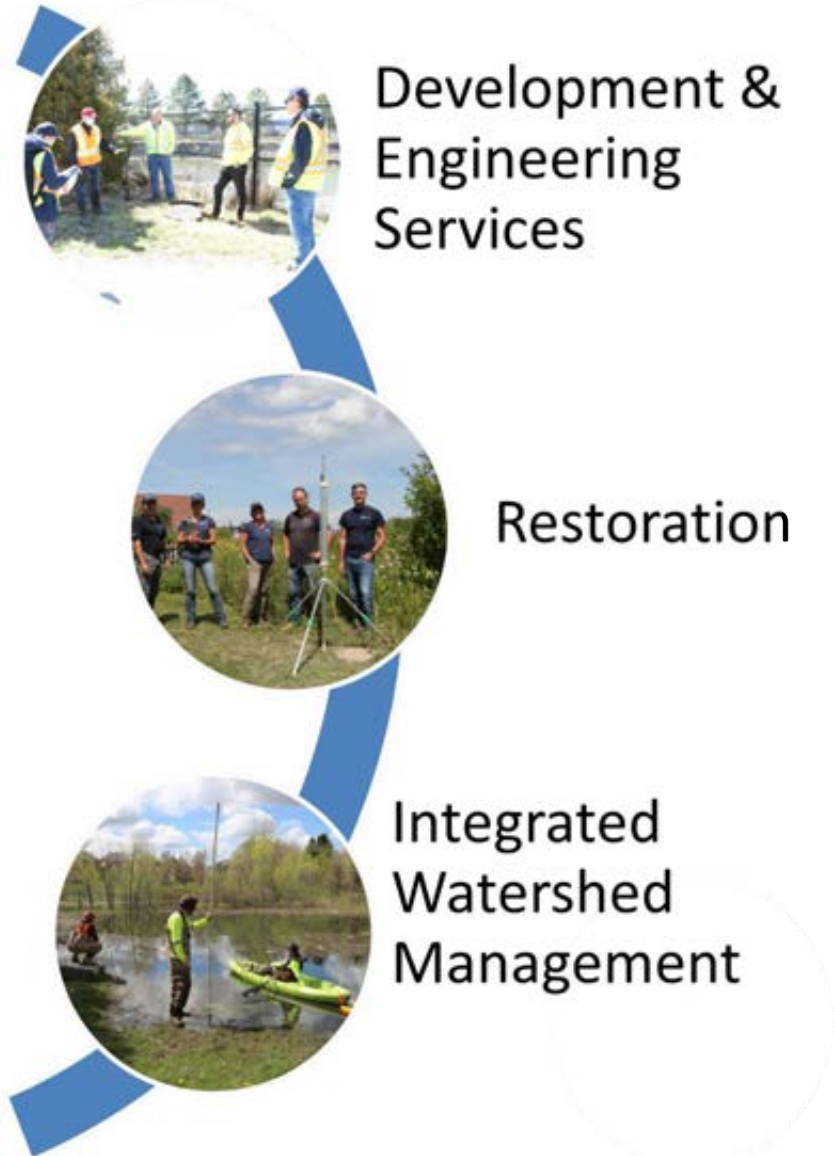 Development &
Engineering
Services
Restoration
Integrated
Watershed
Management